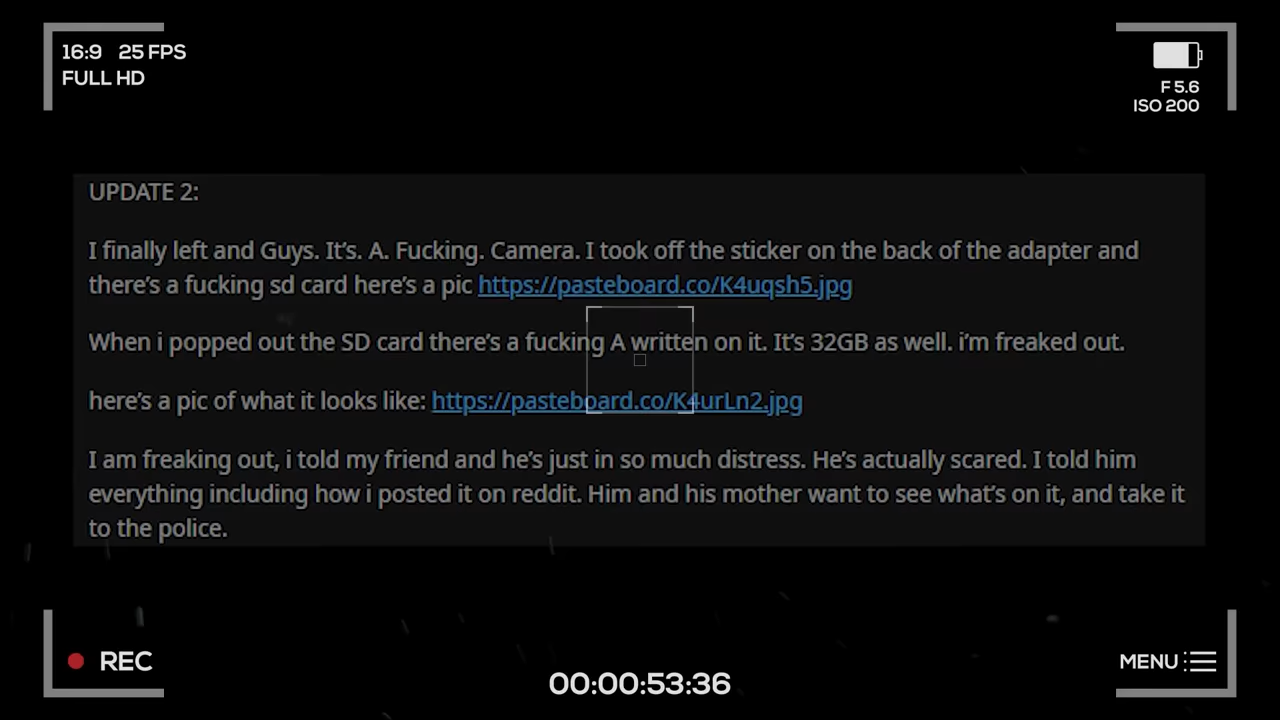 16:9 25 FPS
FULL HD
F 5.6
ISO 200
UPDATE 2:
I finally left and Guys. It's. A. Fucking. Camera. I took off the sticker on the back of the adapter and
there's a fucking sd card here's a pic https://pasteboard.co/K4uqsh5.jpg
When i popped out the SD card there's a fucking A written on it. It's 32GB as well. i'm freaked out.
here's a pic of what it looks like: https://pasteboard.co/K4urLn2.jpg
I am freaking out, i told my friend and he's just in so much distress. He's actually scared. I told him
everything including how i posted it on reddit. Him and his mother want to see what's on it, and take it
to the police.
REC
00:00:53:36
MENU